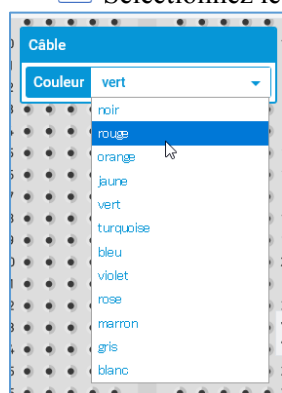 Sélectionnez le
Câble
Couleur vert
noir
rouge
orange
jaune
vert
turquoise
bleu
violet
rose
marron
gris
blanc